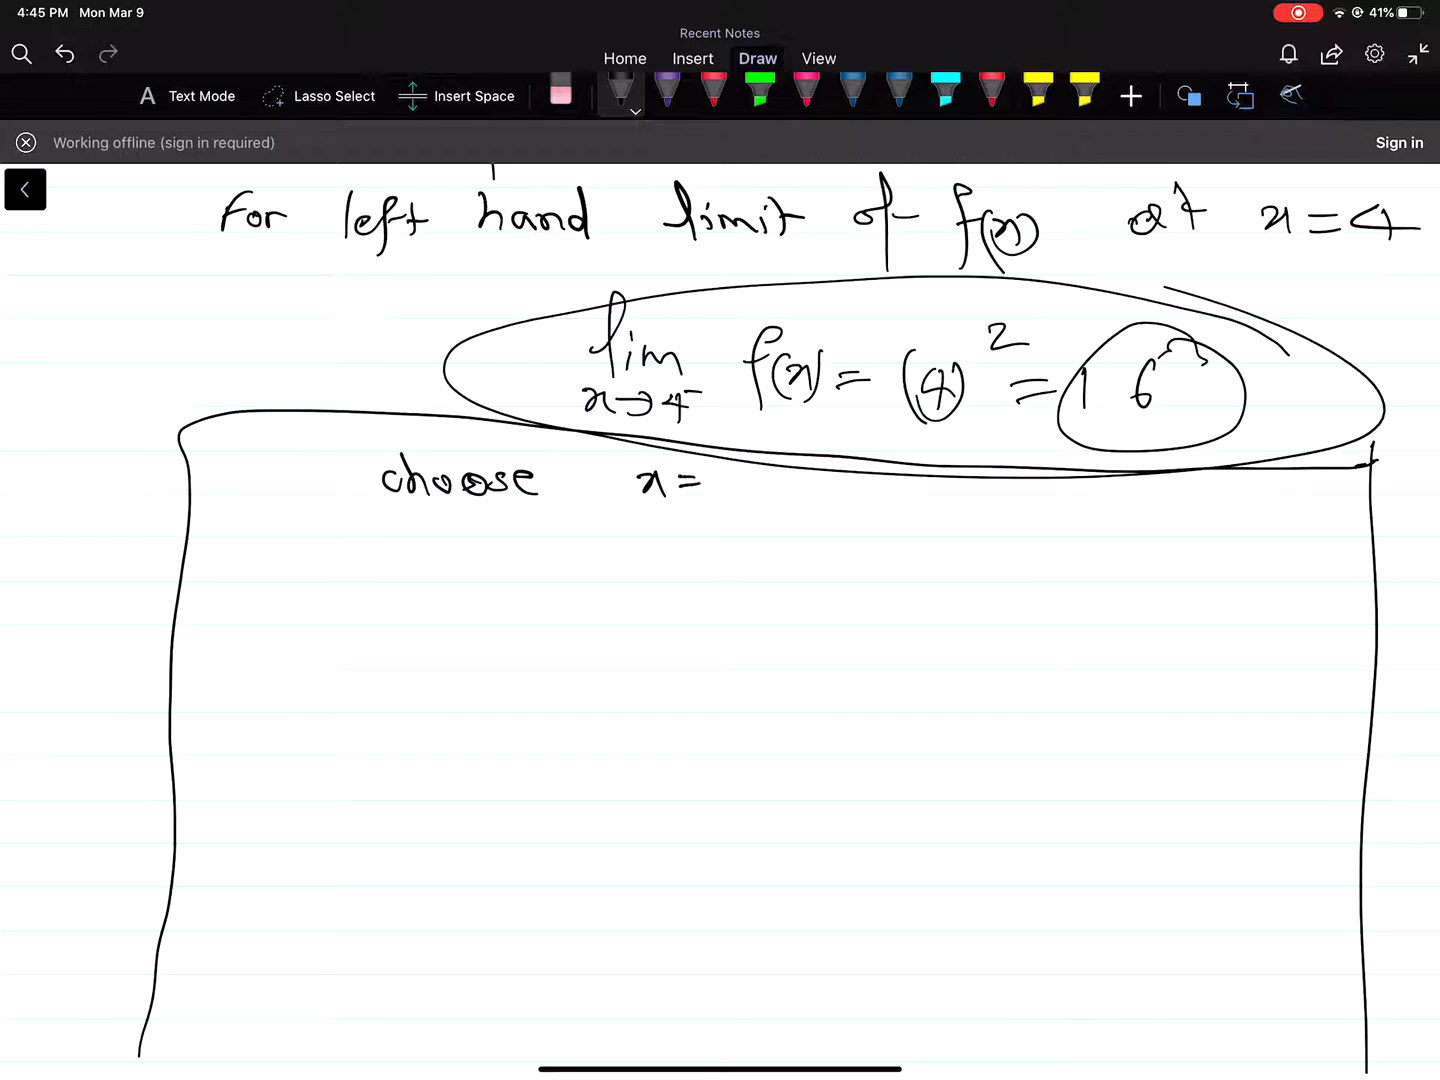 4:45 PM Mon Mar 9
41%
Recent Notes
Home Insert Draw View
Text Mode Lasso Select Insert Space
Working offline (sign in required) Sign in
For left hand limit of f(x) at x=4
lim f(x) = (4)² = 16
x→4⁻
choose x=